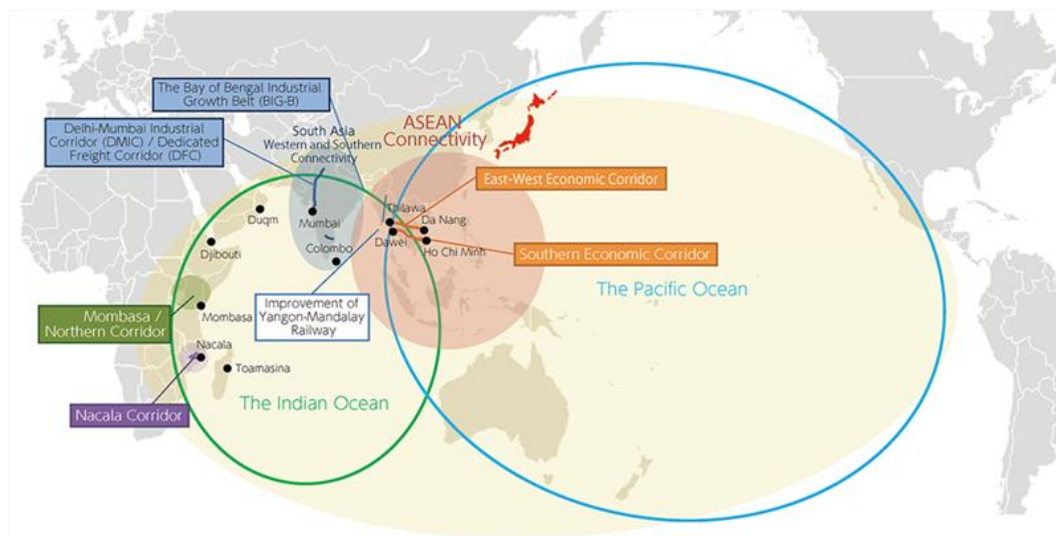 The Bay of Bengal Industrial
Growth Belt (BIG-B)
Delhi-Mumbai Industrial
Corridor (DMIC) / Dedicated
Freight Corridor (DFC)
South Asia
Western and Southern
Connectivity
ASEAN
Connectivity
East-West Economic Corridor
Thilawa
Da Nang
Dawei
Ho Chi Minh
Southern Economic Corridor
Duqm
Mumbai
Djibouti
Colombo
The Pacific Ocean
Improvement of
Yangon-Mandalay
Railway
Mombasa /
Northern Corridor
Mombasa
Nacala
Toamasina
Nacala Corridor
The Indian Ocean